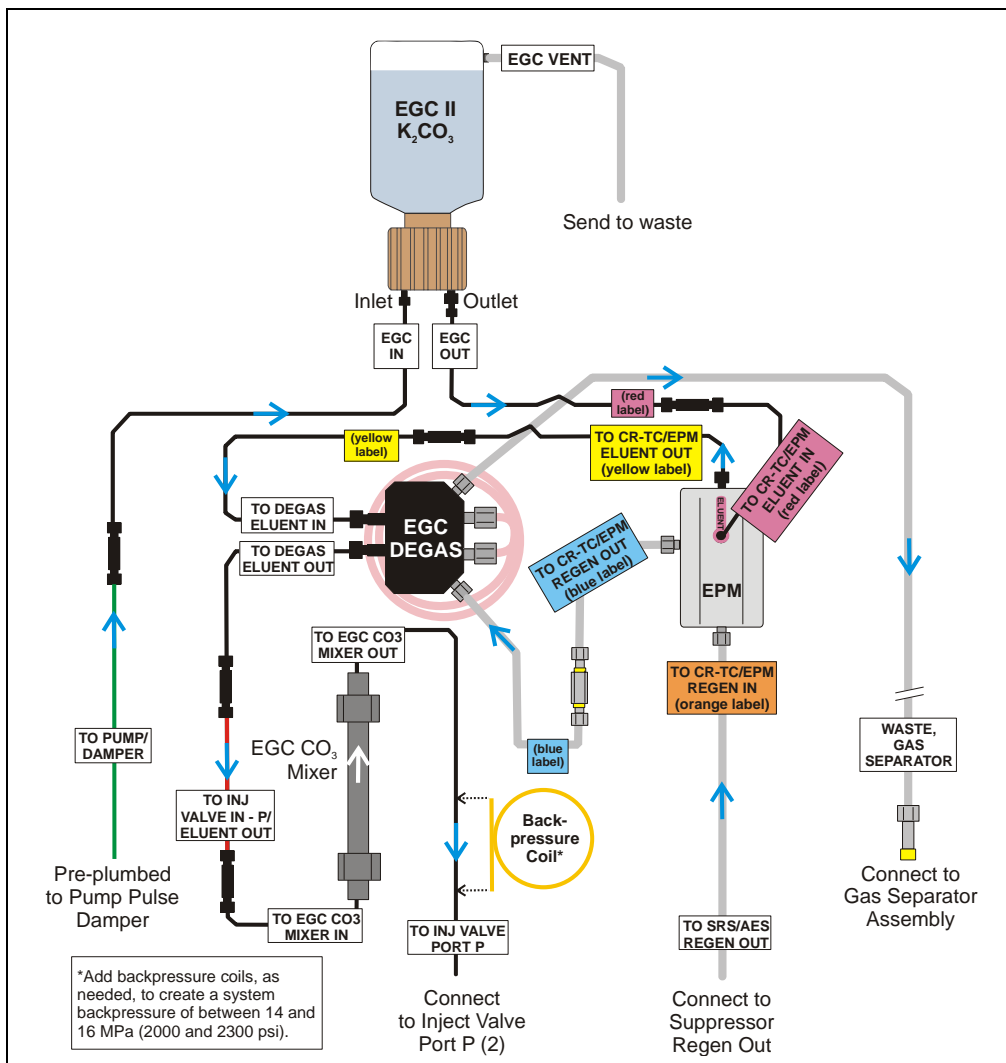 EGC VENT
EGC II
K₂CO₃
Send to waste
Inlet
Outlet
EGC
IN
EGC
OUT
(red
label)
(yellow
label)
TO CR-TC/EPM
ELUENT OUT
(yellow label)
TO CR-TC/EPM
ELUENT IN
(red label)
ELUENT
TO DEGAS
ELUENT IN
EGC
DEGAS
TO DEGAS
ELUENT OUT
TO CR-TC/EPM
REGEN OUT
(blue label)
EPM
TO EGC CO3
MIXER OUT
TO CR-TC/EPM
REGEN IN
(orange label)
TO PUMP/
DAMPER
EGC CO₃
Mixer
(blue
label)
WASTE,
GAS
SEPARATOR
TO INJ
VALVE IN - P/
ELUENT OUT
Back-
pressure
Coil*
Pre-plumbed
to Pump Pulse
Damper
Connect to
Gas Separator
Assembly
TO EGC CO3
MIXER IN
TO INJ VALVE
PORT P
TO SRS/AES
REGEN OUT
*Add backpressure coils, as
needed, to create a system
backpressure of between 14 and
16 MPa (2000 and 2300 psi).
Connect
to Inject Valve
Port P (2)
Connect to
Suppressor
Regen Out